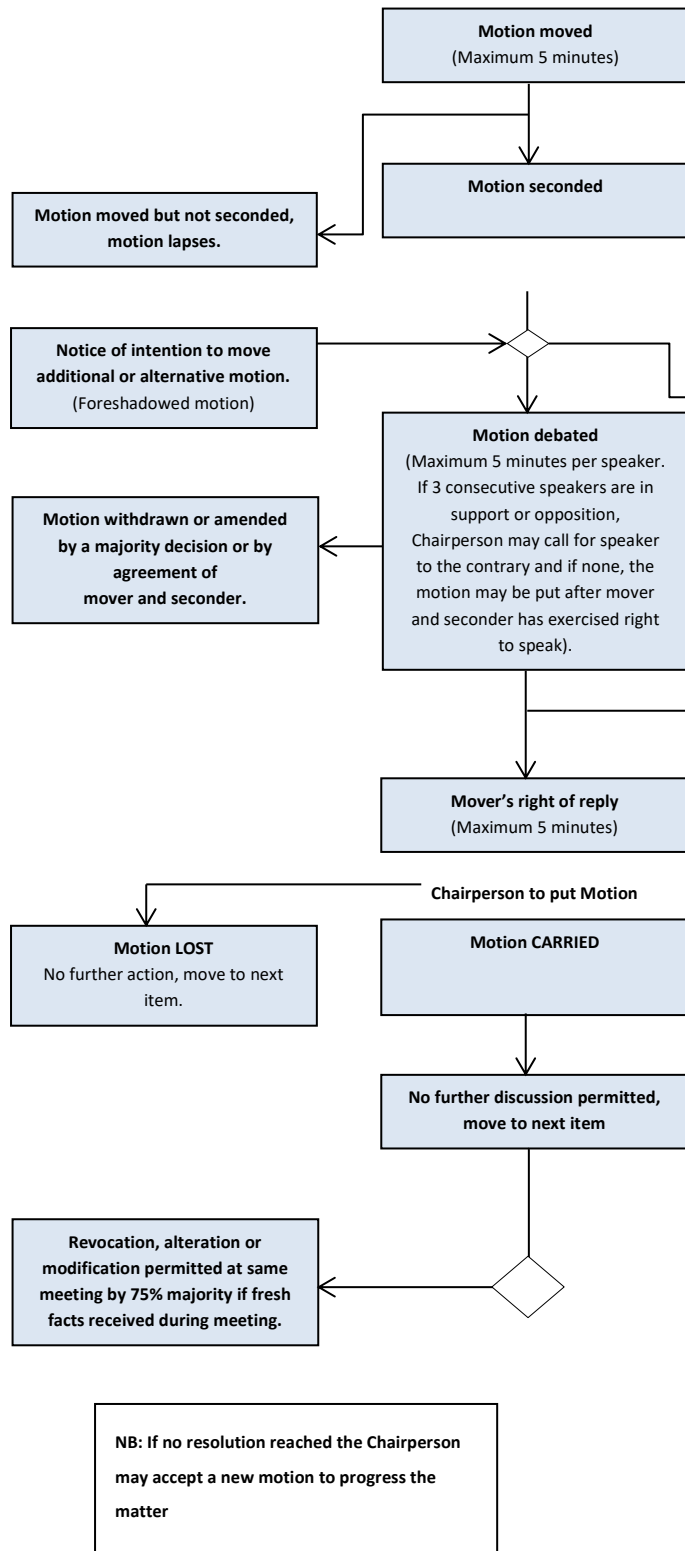 Motion moved
(Maximum 5 minutes)
Motion seconded
Motion moved but not seconded,
motion lapses.
Notice of intention to move
additional or alternative motion.
(Foreshadowed motion)
Motion debated
(Maximum 5 minutes per speaker.
If 3 consecutive speakers are in
support or opposition,
Chairperson may call for speaker
to the contrary and if none, the
motion may be put after mover
and seconder has exercised right
to speak).
Motion withdrawn or amended
by a majority decision or by
agreement of
mover and seconder.
Mover’s right of reply
(Maximum 5 minutes)
Chairperson to put Motion
Motion LOST
No further action, move to next
item.
Motion CARRIED
No further discussion permitted,
move to next item
Revocation, alteration or
modification permitted at same
meeting by 75% majority if fresh
facts received during meeting.
NB: If no resolution reached the Chairperson
may accept a new motion to progress the
matter